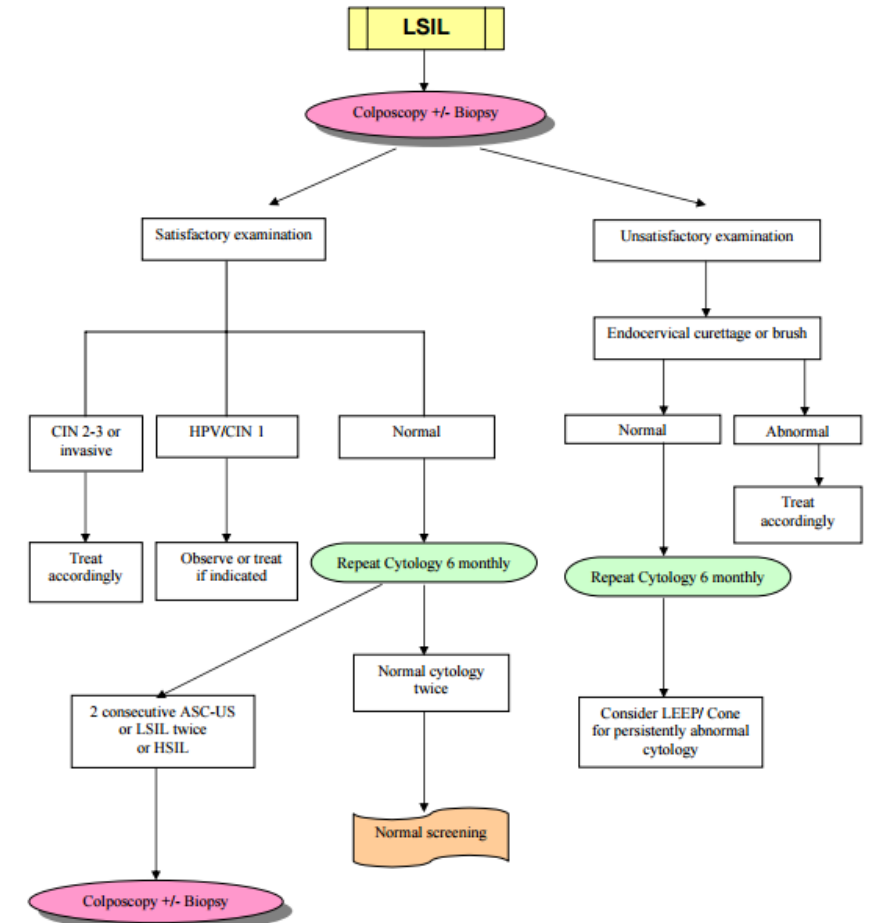 LSIL
Colposcopy +/- Biopsy
Satisfactory examination
Unsatisfactory examination
Endocervical curettage or brush
CIN 2-3 or
invasive
HPV/CIN 1
Normal
Normal
Abnormal
Treat
accordingly
Observe or treat
if indicated
Repeat Cytology 6 monthly
Repeat Cytology 6 monthly
Treat
accordingly
2 consecutive ASC-US
or LSIL twice
or HSIL
Normal cytology
twice
Consider LEEP/ Cone
for persistently abnormal
cytology
Normal screening
Colposcopy +/- Biopsy